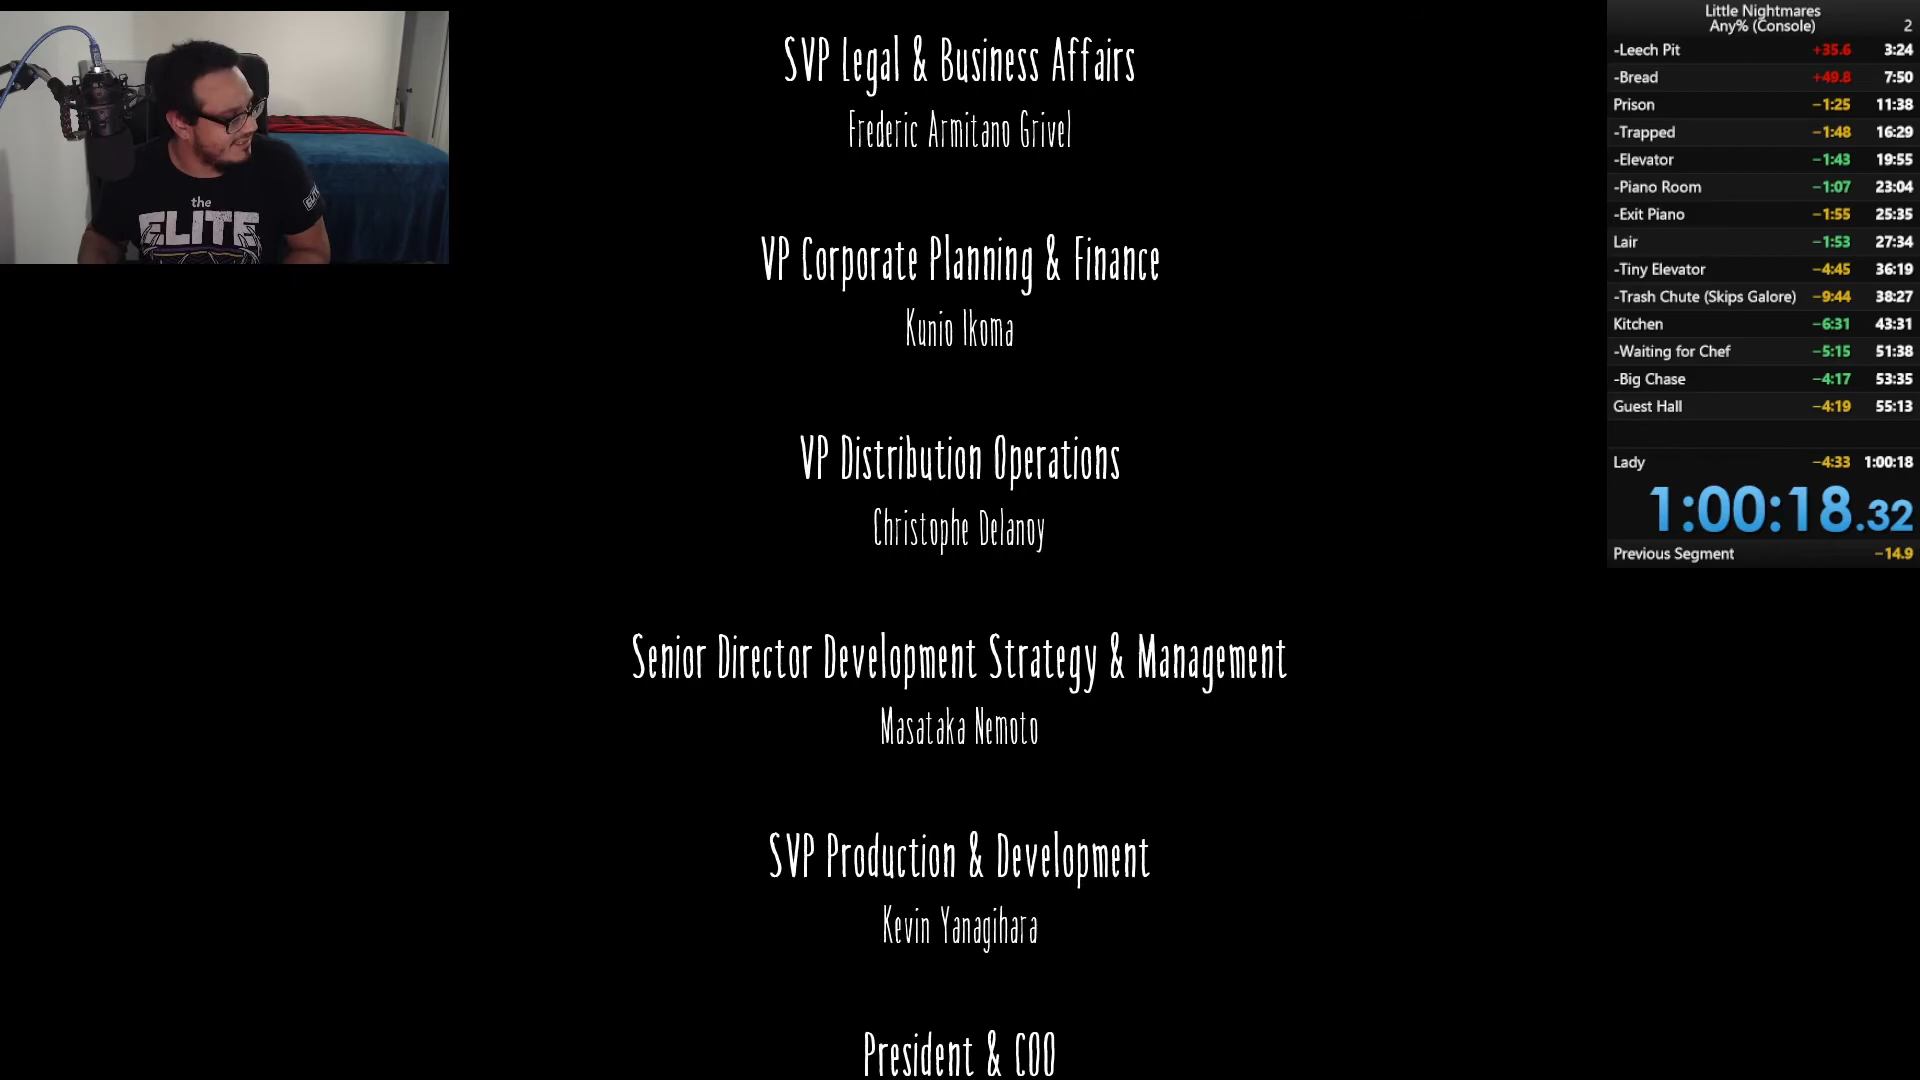 the
ELITE
SVP Legal & Business Affairs
Frederic Armitano Grivel
VP Corporate Planning & Finance
Kunio Ikoma
VP Distribution Operations
Christophe Delanoy
Senior Director Development Strategy & Management
Masataka Nemoto
SVP Production & Development
Kevin Yanagihara
President & COO
Little Nightmares
Any% (Console) 2
-Leech Pit +35.6 3:24
-Bread +49.8 7:50
Prison −1:25 11:38
-Trapped −1:48 16:29
-Elevator −1:43 19:55
-Piano Room −1:07 23:04
-Exit Piano −1:55 25:35
Lair −1:53 27:34
-Tiny Elevator −4:45 36:19
-Trash Chute (Skips Galore) −9:44 38:27
Kitchen −6:31 43:31
-Waiting for Chef −5:15 51:38
-Big Chase −4:17 53:35
Guest Hall −4:19 55:13
Lady −4:33 1:00:18
1:00:18.32
Previous Segment −14.9